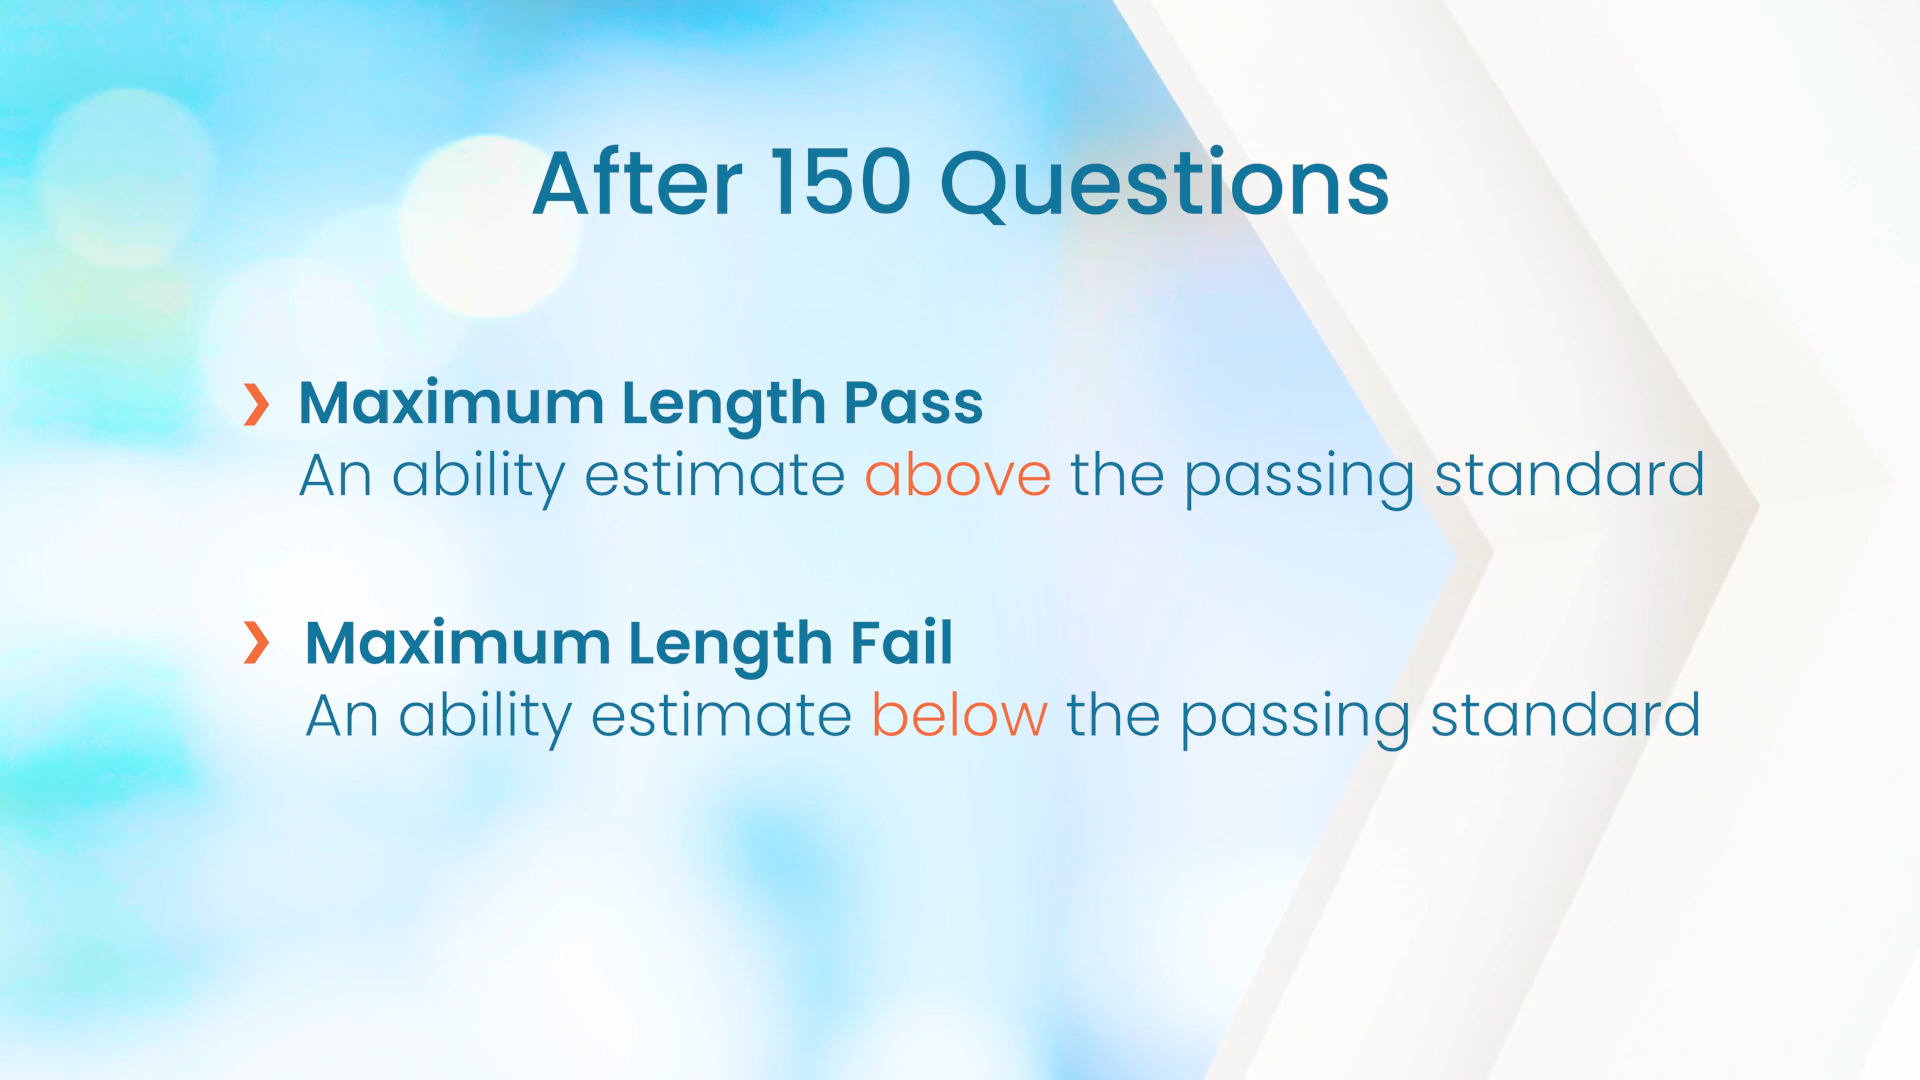 After 150 Questions
Maximum Length Pass
An ability estimate above the passing standard
Maximum Length Fail
An ability estimate below the passing standard